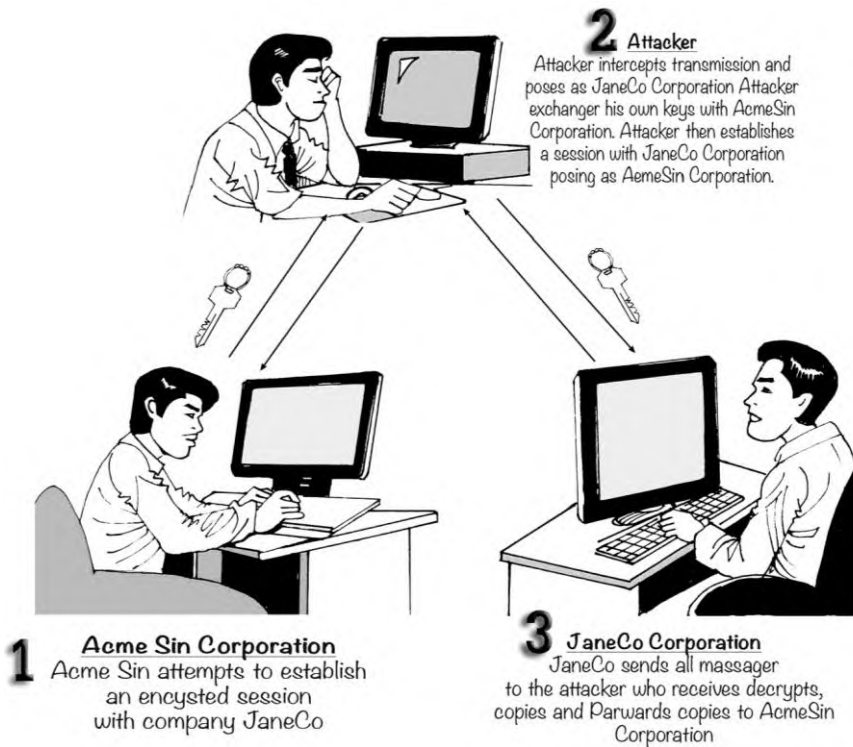 2 Attacker
Attacker intercepts transmission and
poses as JaneCo Corporation Attacker
exchanger his own keys with AcmeSin
Corporation. Attacker then establishes
a session with JaneCo Corporation
posing as AemeSin Corporation.
1 Acme Sin Corporation
Acme Sin attempts to establish
an encysted session
with company JaneCo
3 JaneCo Corporation
JaneCo sends all massager
to the attacker who receives decrypts,
copies and Parwards copies to AcmeSin
Corporation